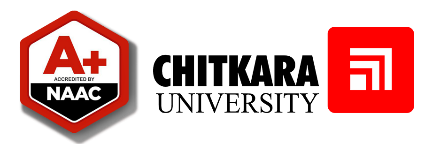 A+
ACCREDITED BY
NAAC
CHITKARA
UNIVERSITY